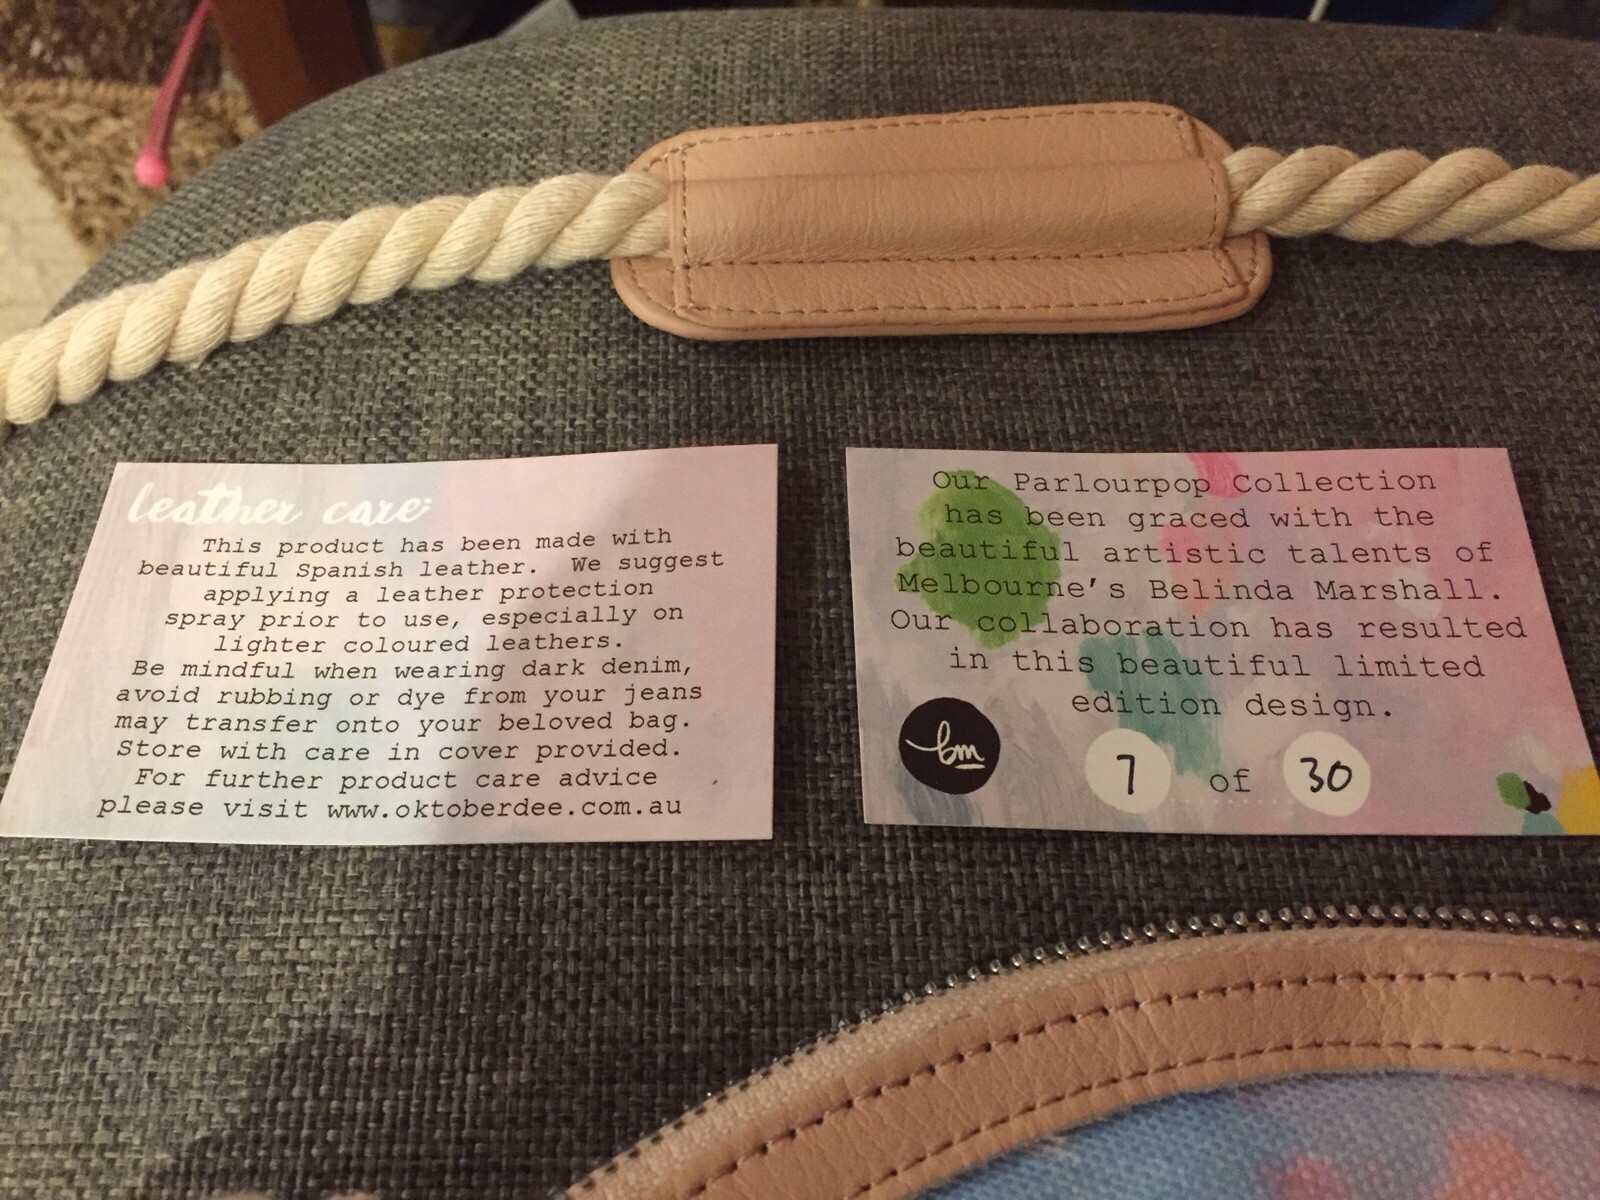 leather care:
This product has been made with
beautiful Spanish leather. We suggest
applying a leather protection
spray prior to use, especially on
lighter coloured leathers.
Be mindful when wearing dark denim,
avoid rubbing or dye from your jeans
may transfer onto your beloved bag.
Store with care in cover provided.
For further product care advice
please visit www.oktoberdee.com.au
Our Parlourpop Collection
has been graced with the
beautiful artistic talents of
Melbourne's Belinda Marshall.
Our collaboration has resulted
in this beautiful limited
edition design.
bm
7 of 30